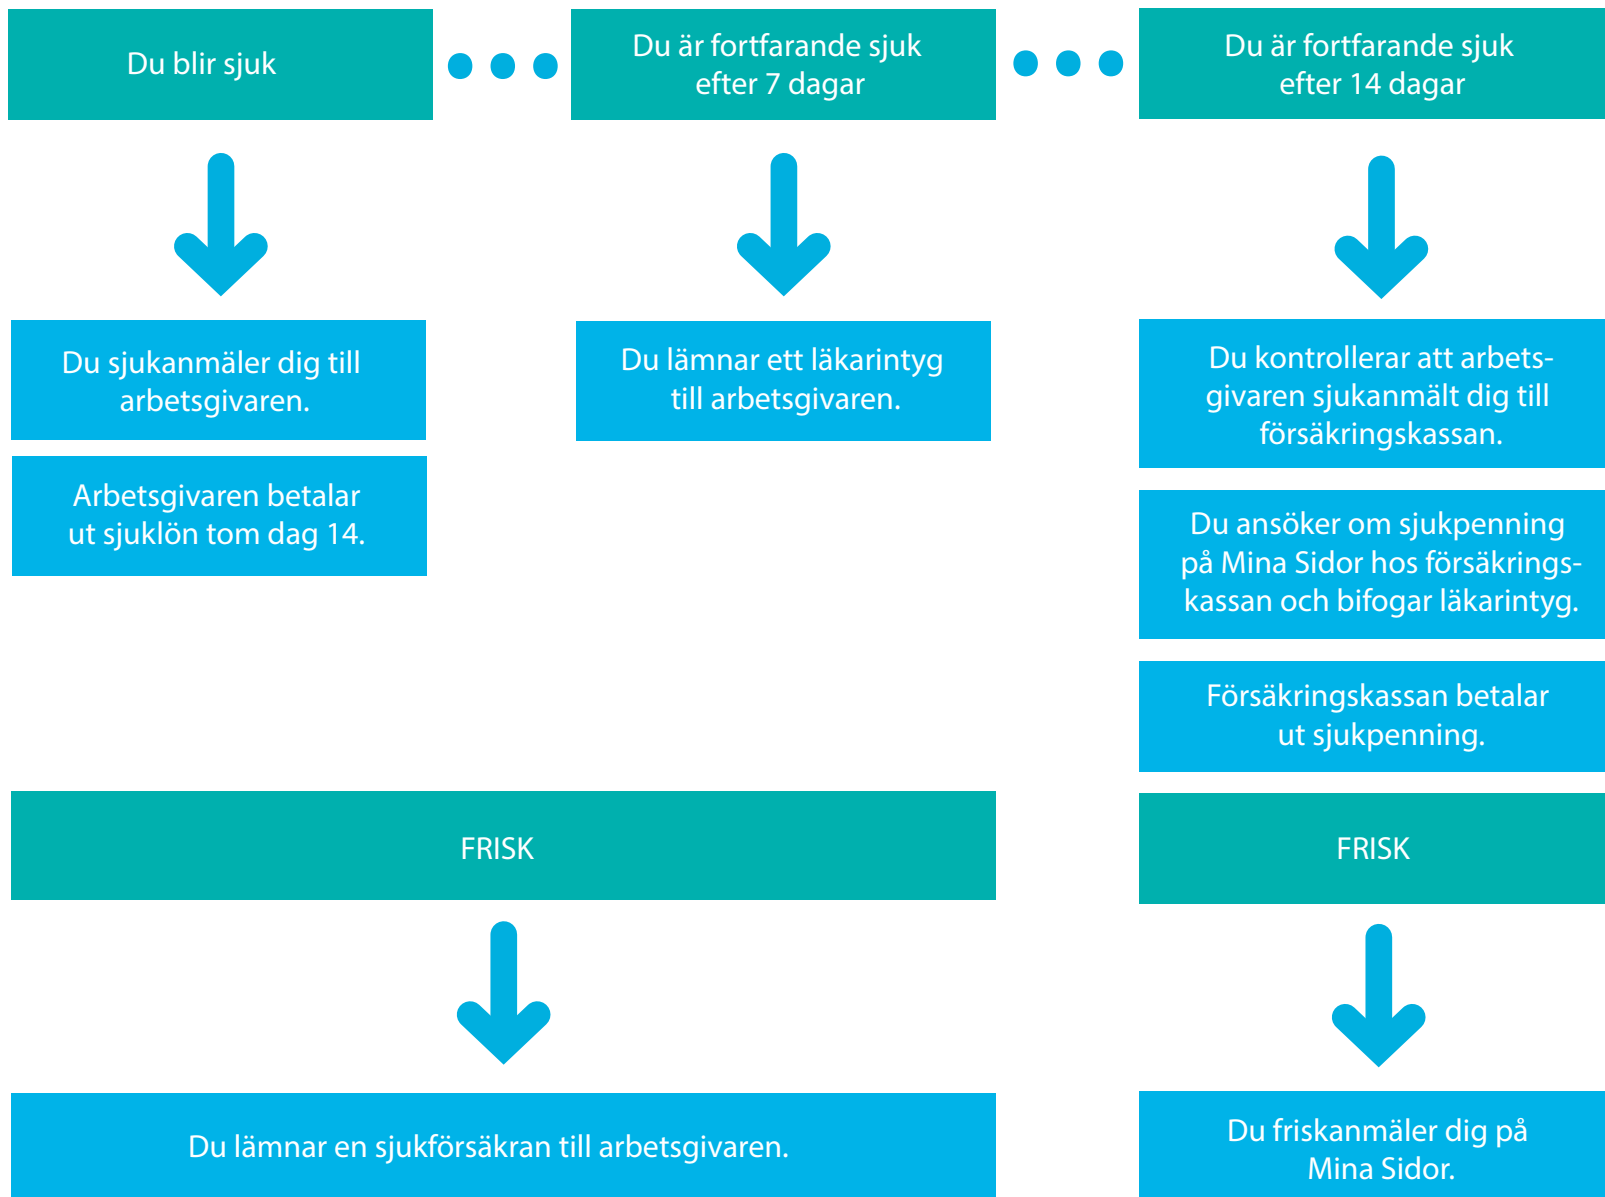 Du blir sjuk
Du är fortfarande sjuk
efter 7 dagar
Du är fortfarande sjuk
efter 14 dagar
Du sjukanmäler dig till
arbetsgivaren.
Arbetsgivaren betalar
ut sjuklön tom dag 14.
Du lämnar ett läkarintyg
till arbetsgivaren.
Du kontrollerar att arbets-
givaren sjukanmält dig till
försäkringskassan.
Du ansöker om sjukpenning
på Mina Sidor hos försäkrings-
kassan och bifogar läkarintyg.
Försäkringskassan betalar
ut sjukpenning.
FRISK
FRISK
Du lämnar en sjukförsäkran till arbetsgivaren.
Du friskanmäler dig på
Mina Sidor.